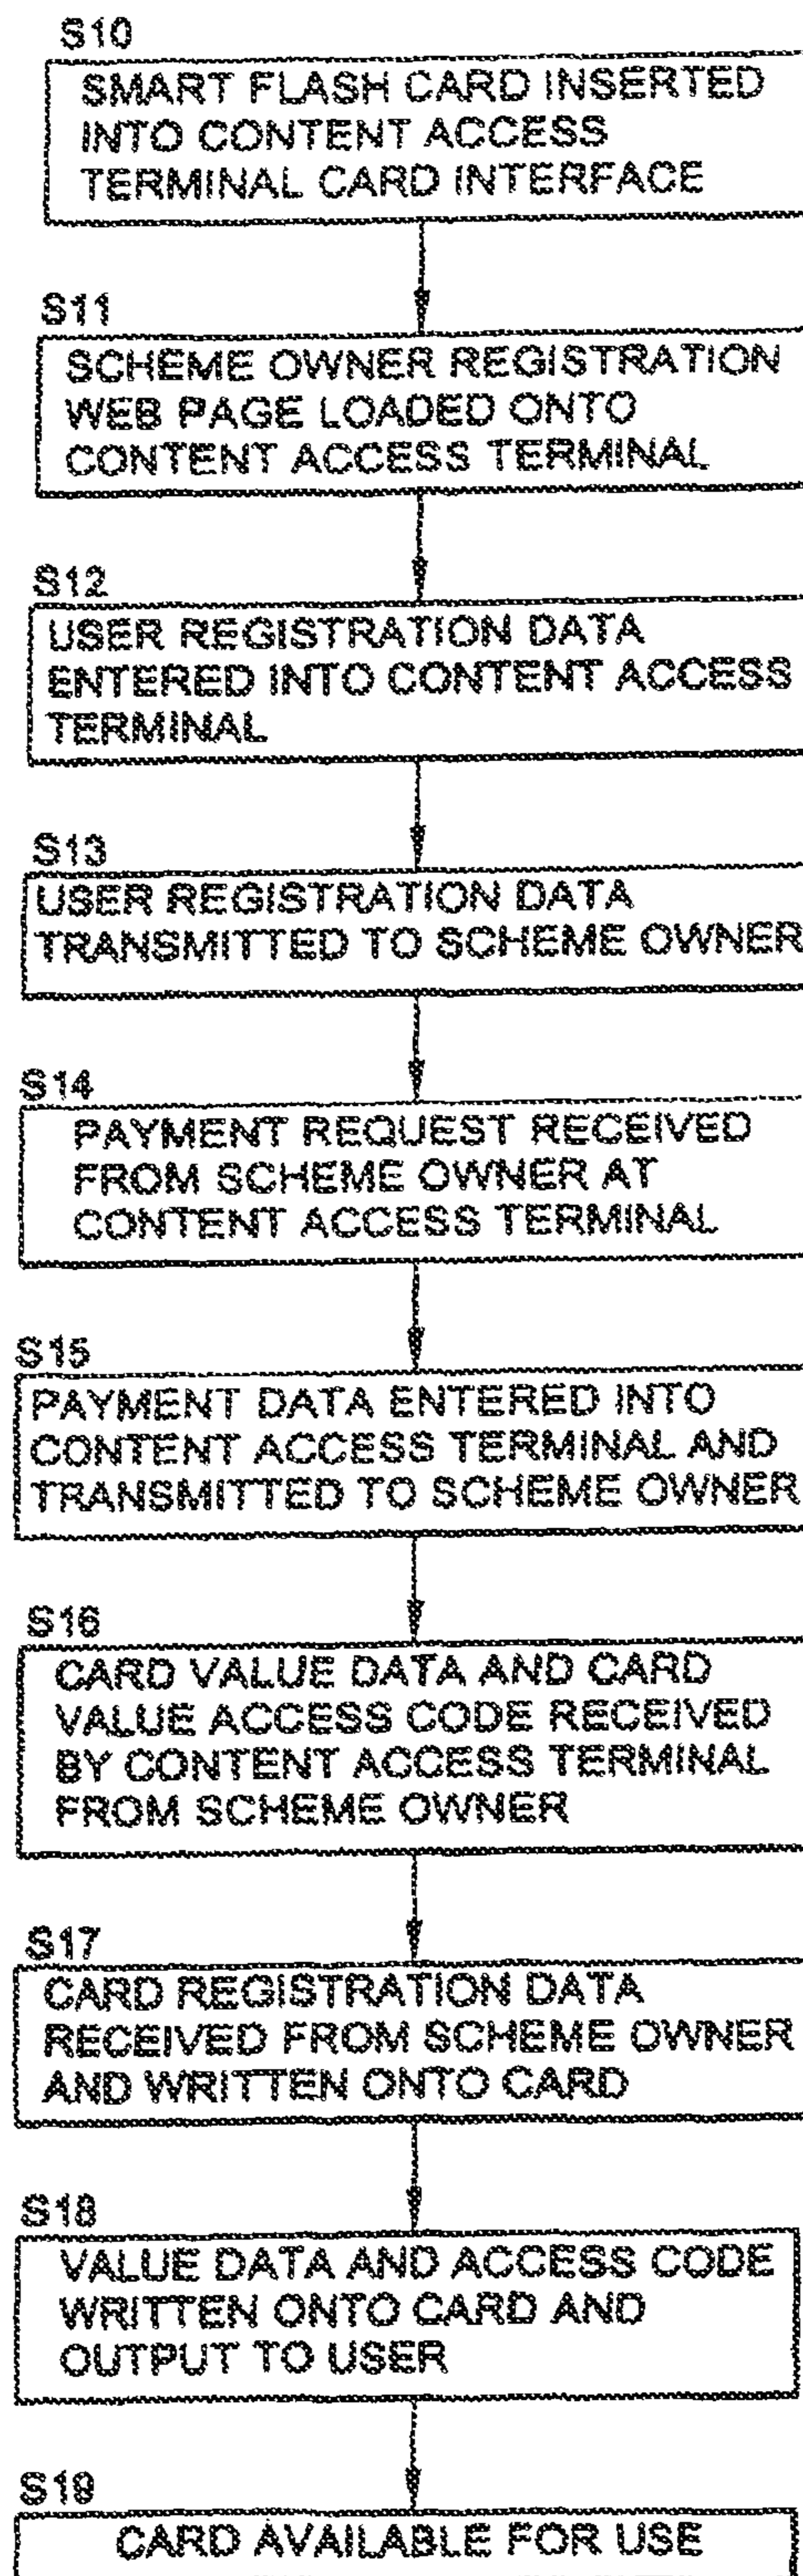 S10
SMART FLASH CARD INSERTED
INTO CONTENT ACCESS
TERMINAL CARD INTERFACE
S11
SCHEME OWNER REGISTRATION
WEB PAGE LOADED ONTO
CONTENT ACCESS TERMINAL
S12
USER REGISTRATION DATA
ENTERED INTO CONTENT ACCESS
TERMINAL
S13
USER REGISTRATION DATA
TRANSMITTED TO SCHEME OWNER
S14
PAYMENT REQUEST RECEIVED
FROM SCHEME OWNER AT
CONTENT ACCESS TERMINAL
S15
PAYMENT DATA ENTERED INTO
CONTENT ACCESS TERMINAL AND
TRANSMITTED TO SCHEME OWNER
S16
CARD VALUE DATA AND CARD
VALUE ACCESS CODE RECEIVED
BY CONTENT ACCESS TERMINAL
FROM SCHEME OWNER
S17
CARD REGISTRATION DATA
RECEIVED FROM SCHEME OWNER
AND WRITTEN ONTO CARD
S18
VALUE DATA AND ACCESS CODE
WRITTEN ONTO CARD AND
OUTPUT TO USER
S19
CARD AVAILABLE FOR USE